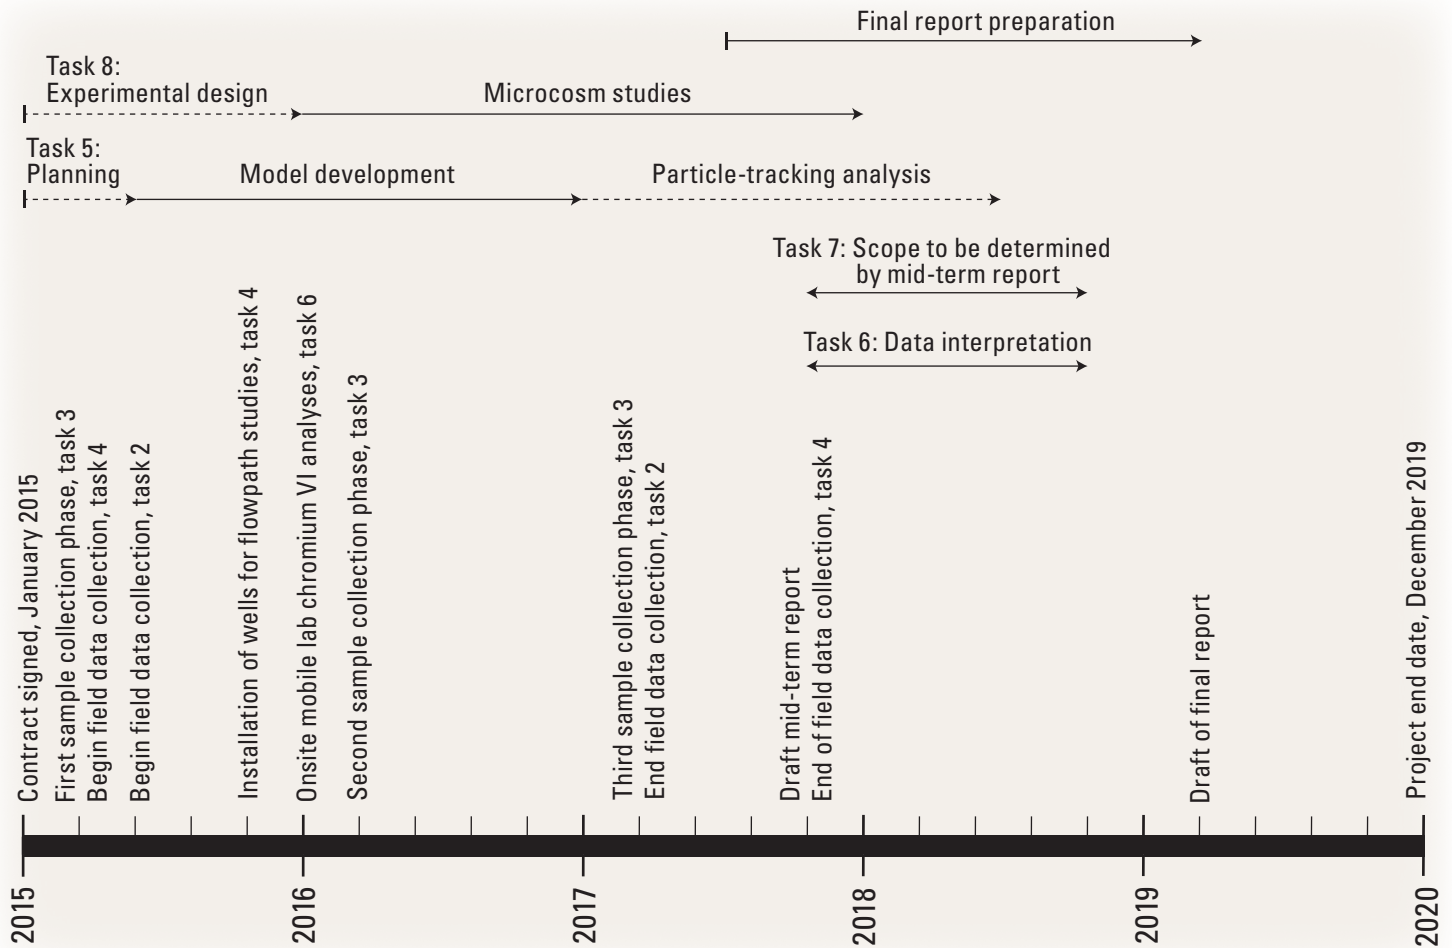 Final report preparation
Task 8:
Experimental design
Microcosm studies
Task 5:
Planning
Model development
Particle-tracking analysis
Task 7: Scope to be determined
by mid-term report
Task 6: Data interpretation
Contract signed, January 2015
First sample collection phase, task 3
Begin field data collection, task 4
Begin field data collection, task 2
Installation of wells for flowpath studies, task 4
Onsite mobile lab chromium VI analyses, task 6
Second sample collection phase, task 3
Third sample collection phase, task 3
End field data collection, task 2
Draft mid-term report
End of field data collection, task 4
Draft of final report
Project end date, December 2019
2015
2016
2017
2018
2019
2020